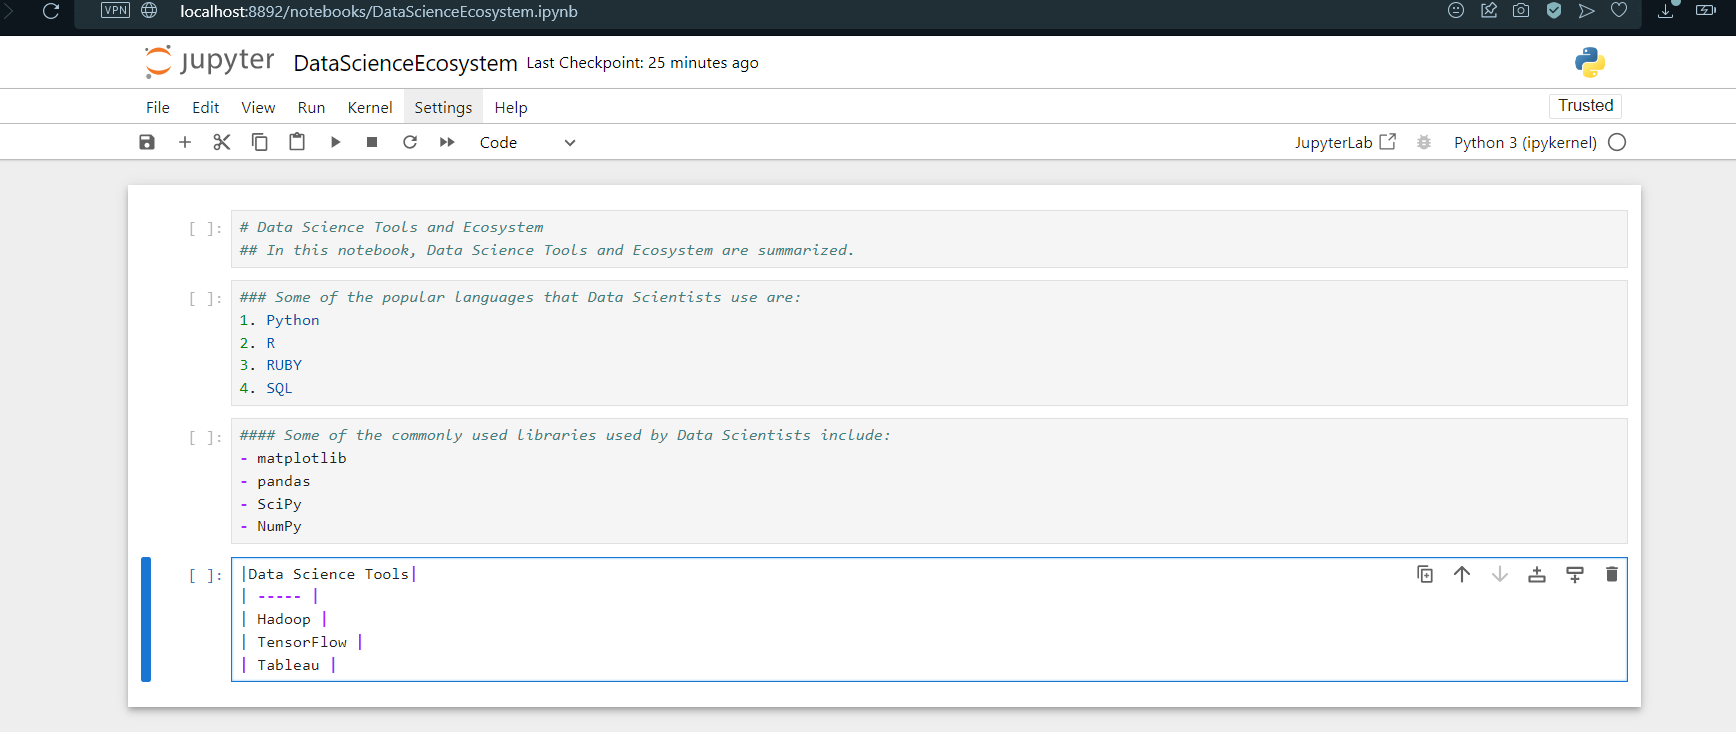 VPN localhost:8892/notebooks/DataScienceEcosystem.ipynb
jupyter DataScienceEcosystem Last Checkpoint: 25 minutes ago
File Edit View Run Kernel Settings Help Trusted
Code JupyterLab Python 3 (ipykernel)
[ ]: # Data Science Tools and Ecosystem
## In this notebook, Data Science Tools and Ecosystem are summarized.
[ ]: ### Some of the popular languages that Data Scientists use are:
1. Python
2. R
3. RUBY
4. SQL
[ ]: #### Some of the commonly used libraries used by Data Scientists include:
- matplotlib
- pandas
- SciPy
- NumPy
[ ]: |Data Science Tools|
| ----- |
| Hadoop |
| TensorFlow |
| Tableau |